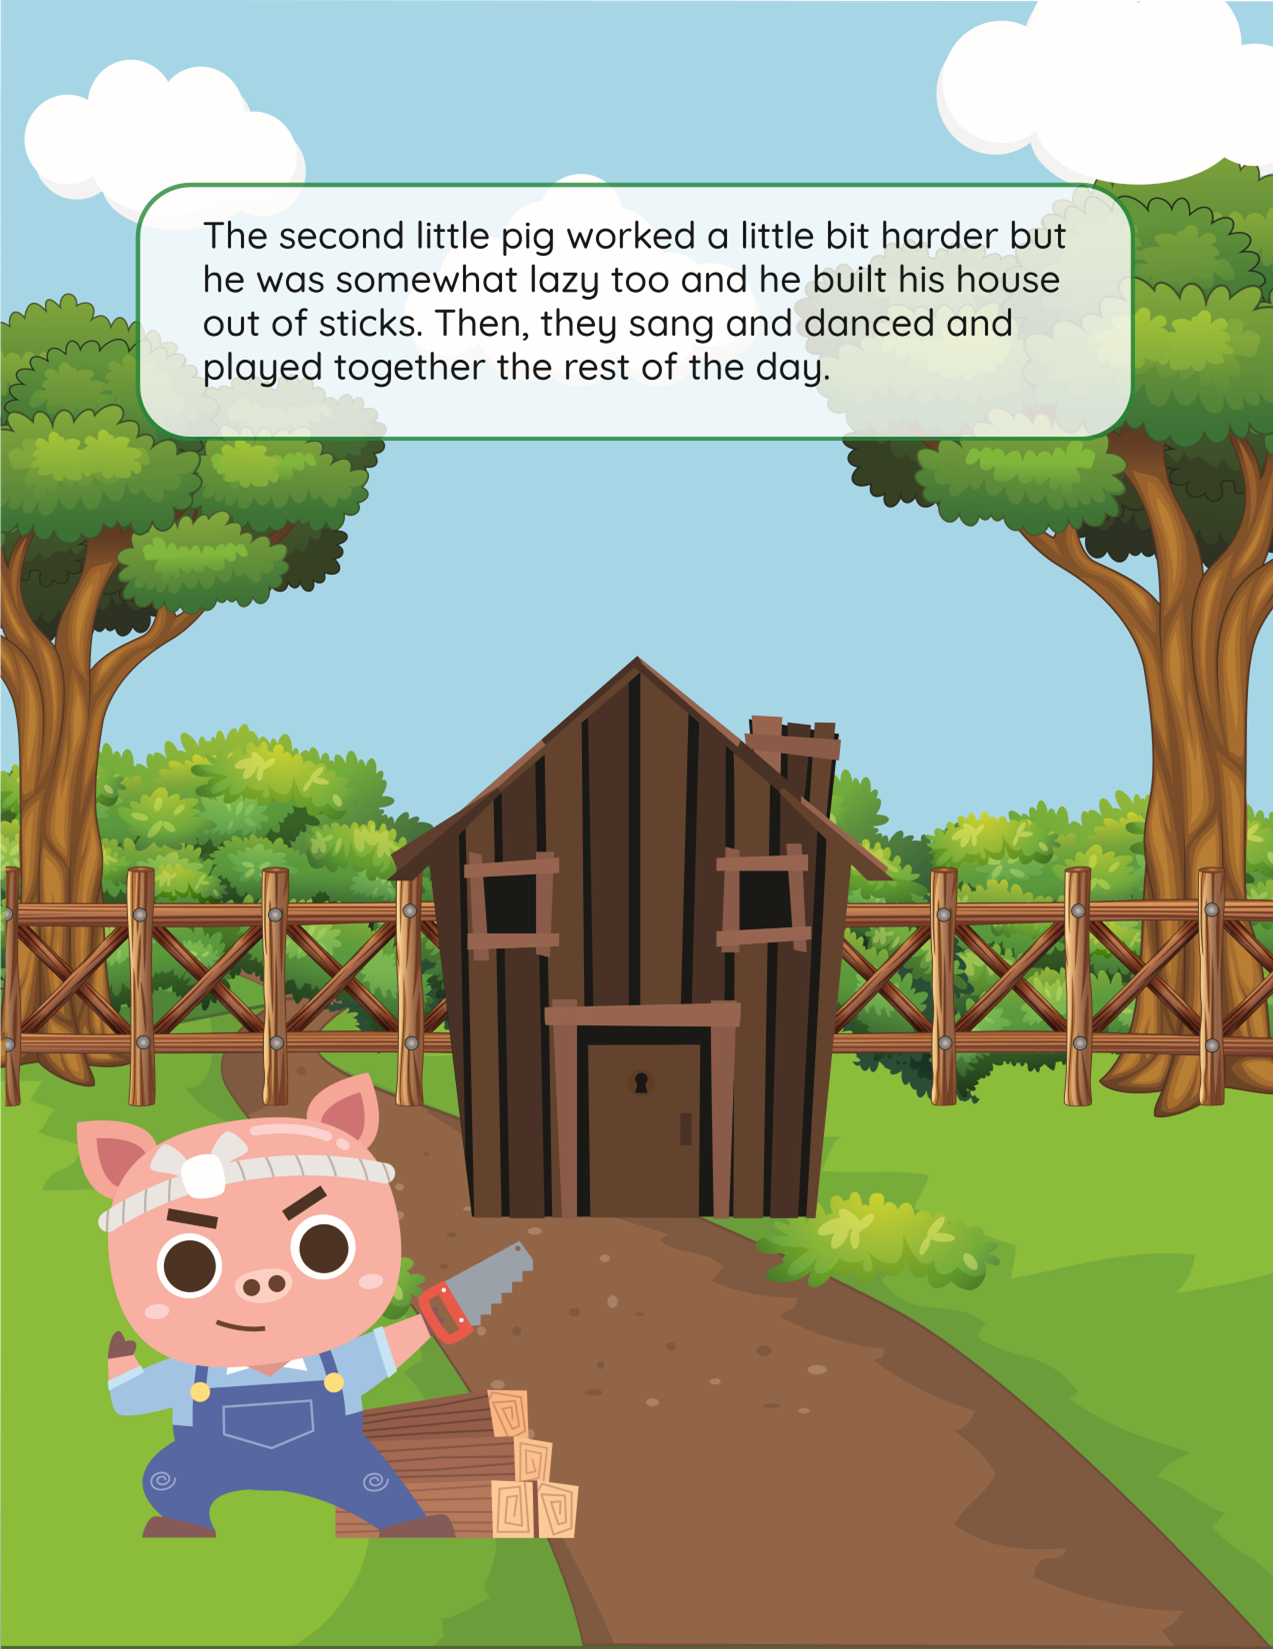 The second little pig worked a little bit harder but
he was somewhat lazy too and he built his house
out of sticks. Then, they sang and danced and
played together the rest of the day.